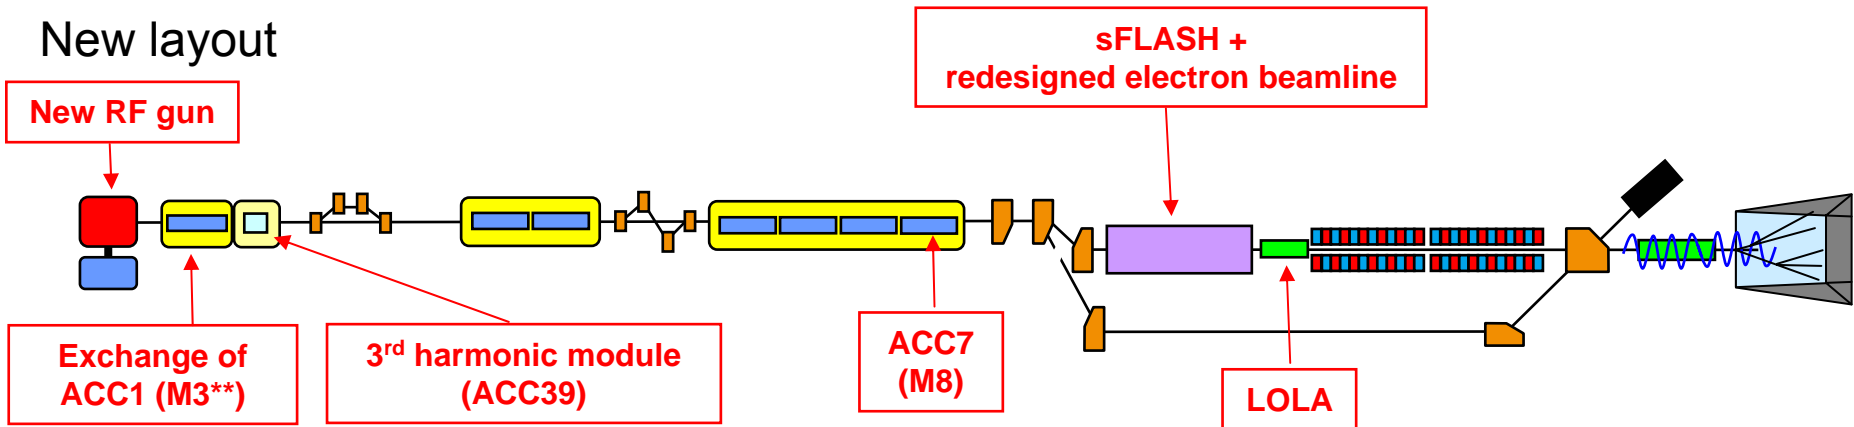 New layout
sFLASH +
redesigned electron beamline
New RF gun
Exchange of
ACC1 (M3**)
3rd harmonic module
(ACC39)
ACC7
(M8)
LOLA